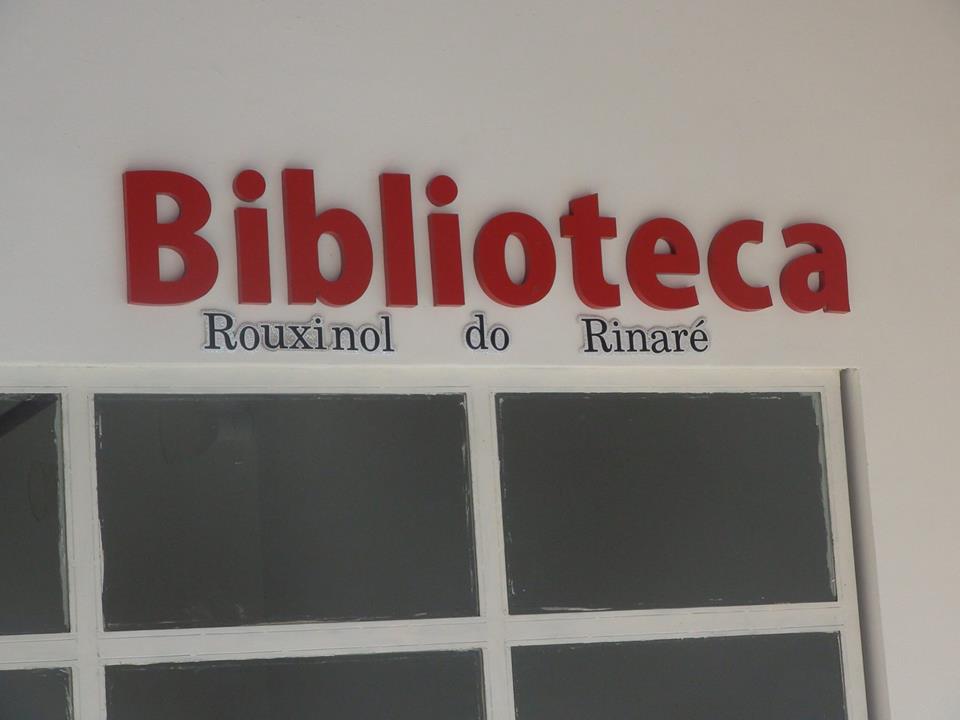 Biblioteca
Rouxinol do Rinaré